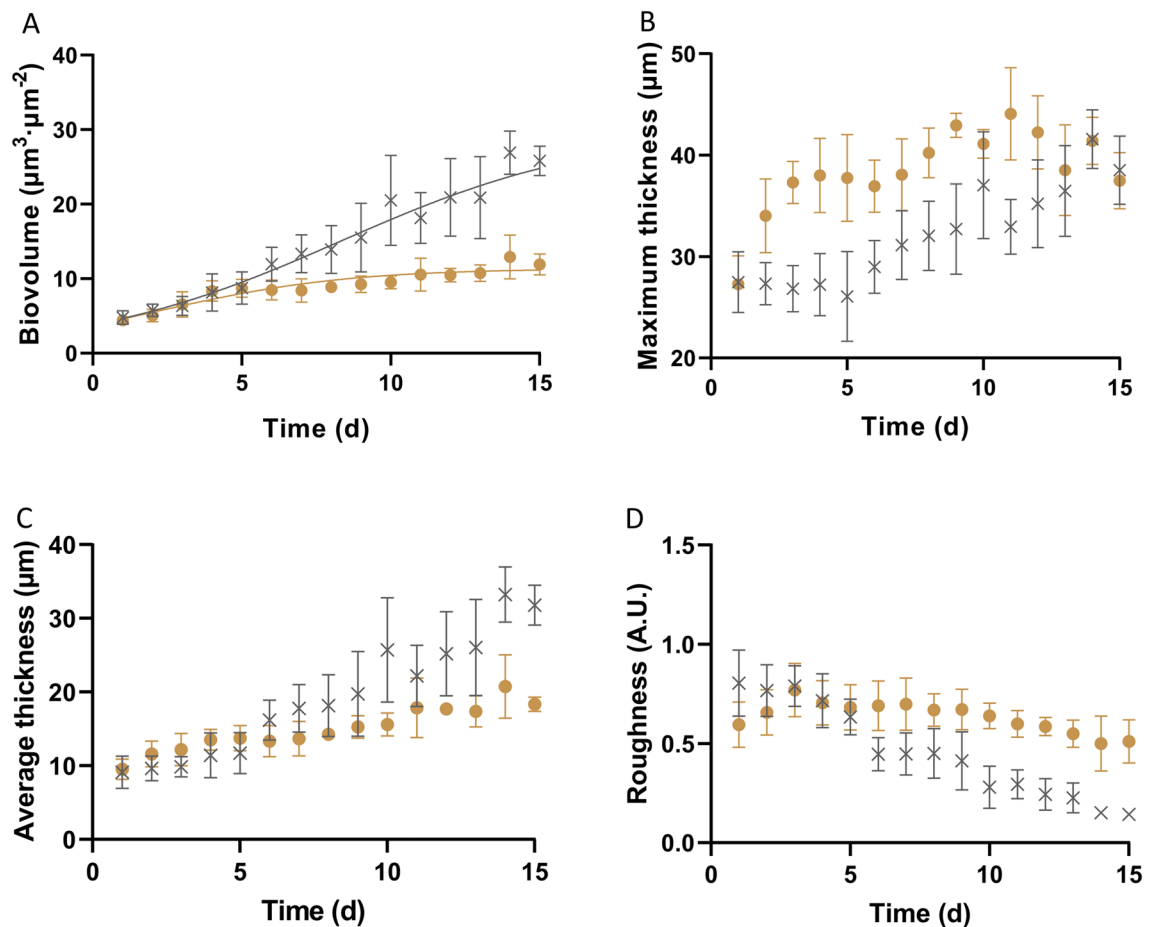 A
Biovolume (µm³·µm⁻²)
40
30
20
10
0
0 5 10 15
Time (d)
B
Maximum thickness (µm)
50
40
30
20
0 5 10 15
Time (d)
C
Average thickness (µm)
40
30
20
10
0
0 5 10 15
Time (d)
D
Roughness (A.U.)
1.5
1.0
0.5
0.0
0 5 10 15
Time (d)